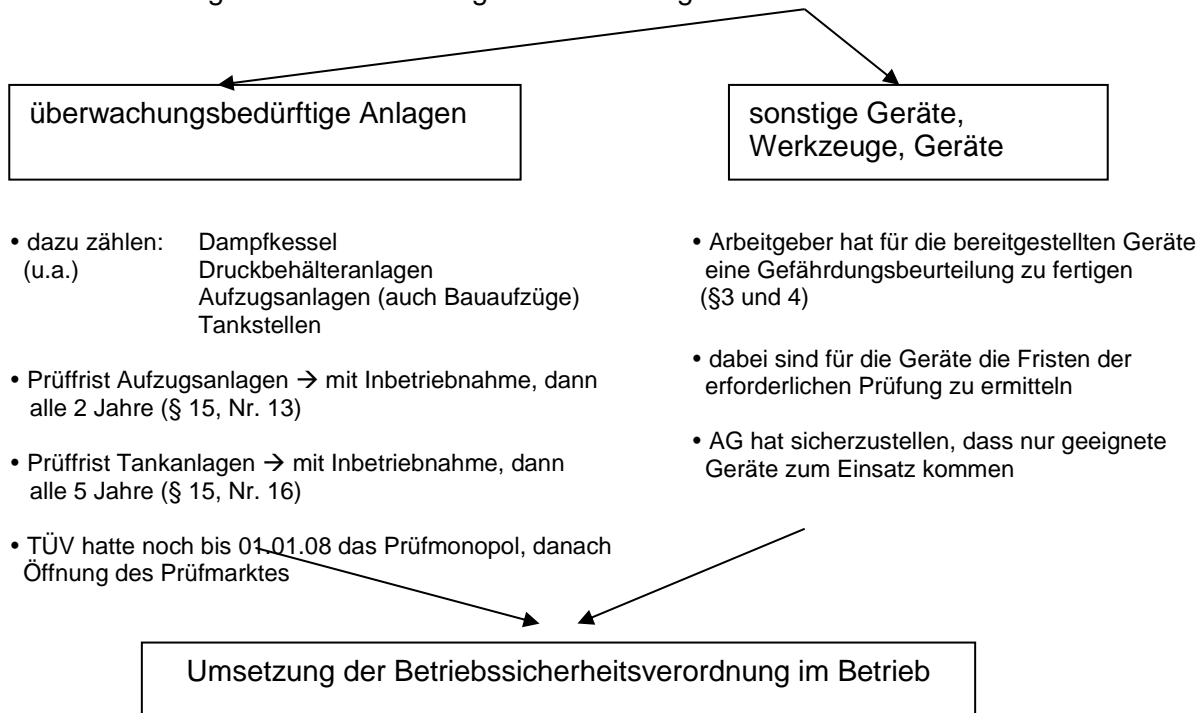 überwachungsbedürftige Anlagen
sonstige Geräte,
Werkzeuge, Geräte
• dazu zählen: Dampfkessel
(u.a.) Druckbehälteranlagen
Aufzugsanlagen (auch Bauaufzüge)
Tankstellen
• Prüffrist Aufzugsanlagen → mit Inbetriebnahme, dann
alle 2 Jahre (§ 15, Nr. 13)
• Prüffrist Tankanlagen → mit Inbetriebnahme, dann
alle 5 Jahre (§ 15, Nr. 16)
• TÜV hatte noch bis 01.01.08 das Prüfmonopol, danach
Öffnung des Prüfmarktes
• Arbeitgeber hat für die bereitgestellten Geräte
eine Gefährdungsbeurteilung zu fertigen
(§3 und 4)
• dabei sind für die Geräte die Fristen der
erforderlichen Prüfung zu ermitteln
• AG hat sicherzustellen, dass nur geeignete
Geräte zum Einsatz kommen
Umsetzung der Betriebssicherheitsverordnung im Betrieb